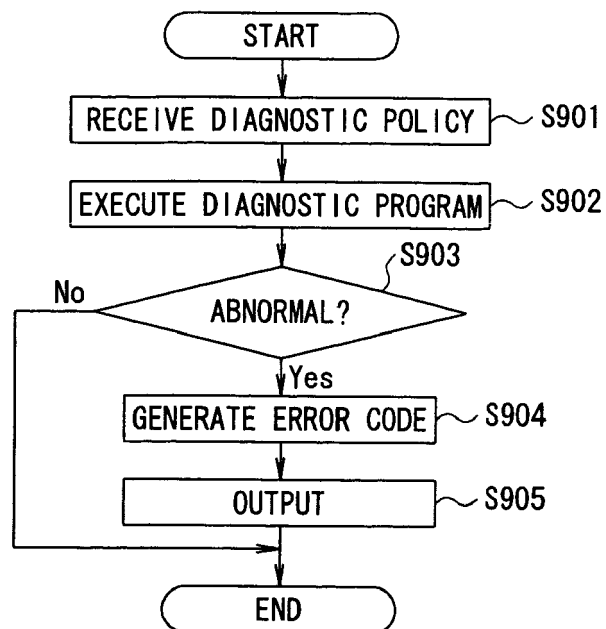 START
RECEIVE DIAGNOSTIC POLICY S901
EXECUTE DIAGNOSTIC PROGRAM S902
S903
No
ABNORMAL?
Yes
GENERATE ERROR CODE S904
OUTPUT S905
END